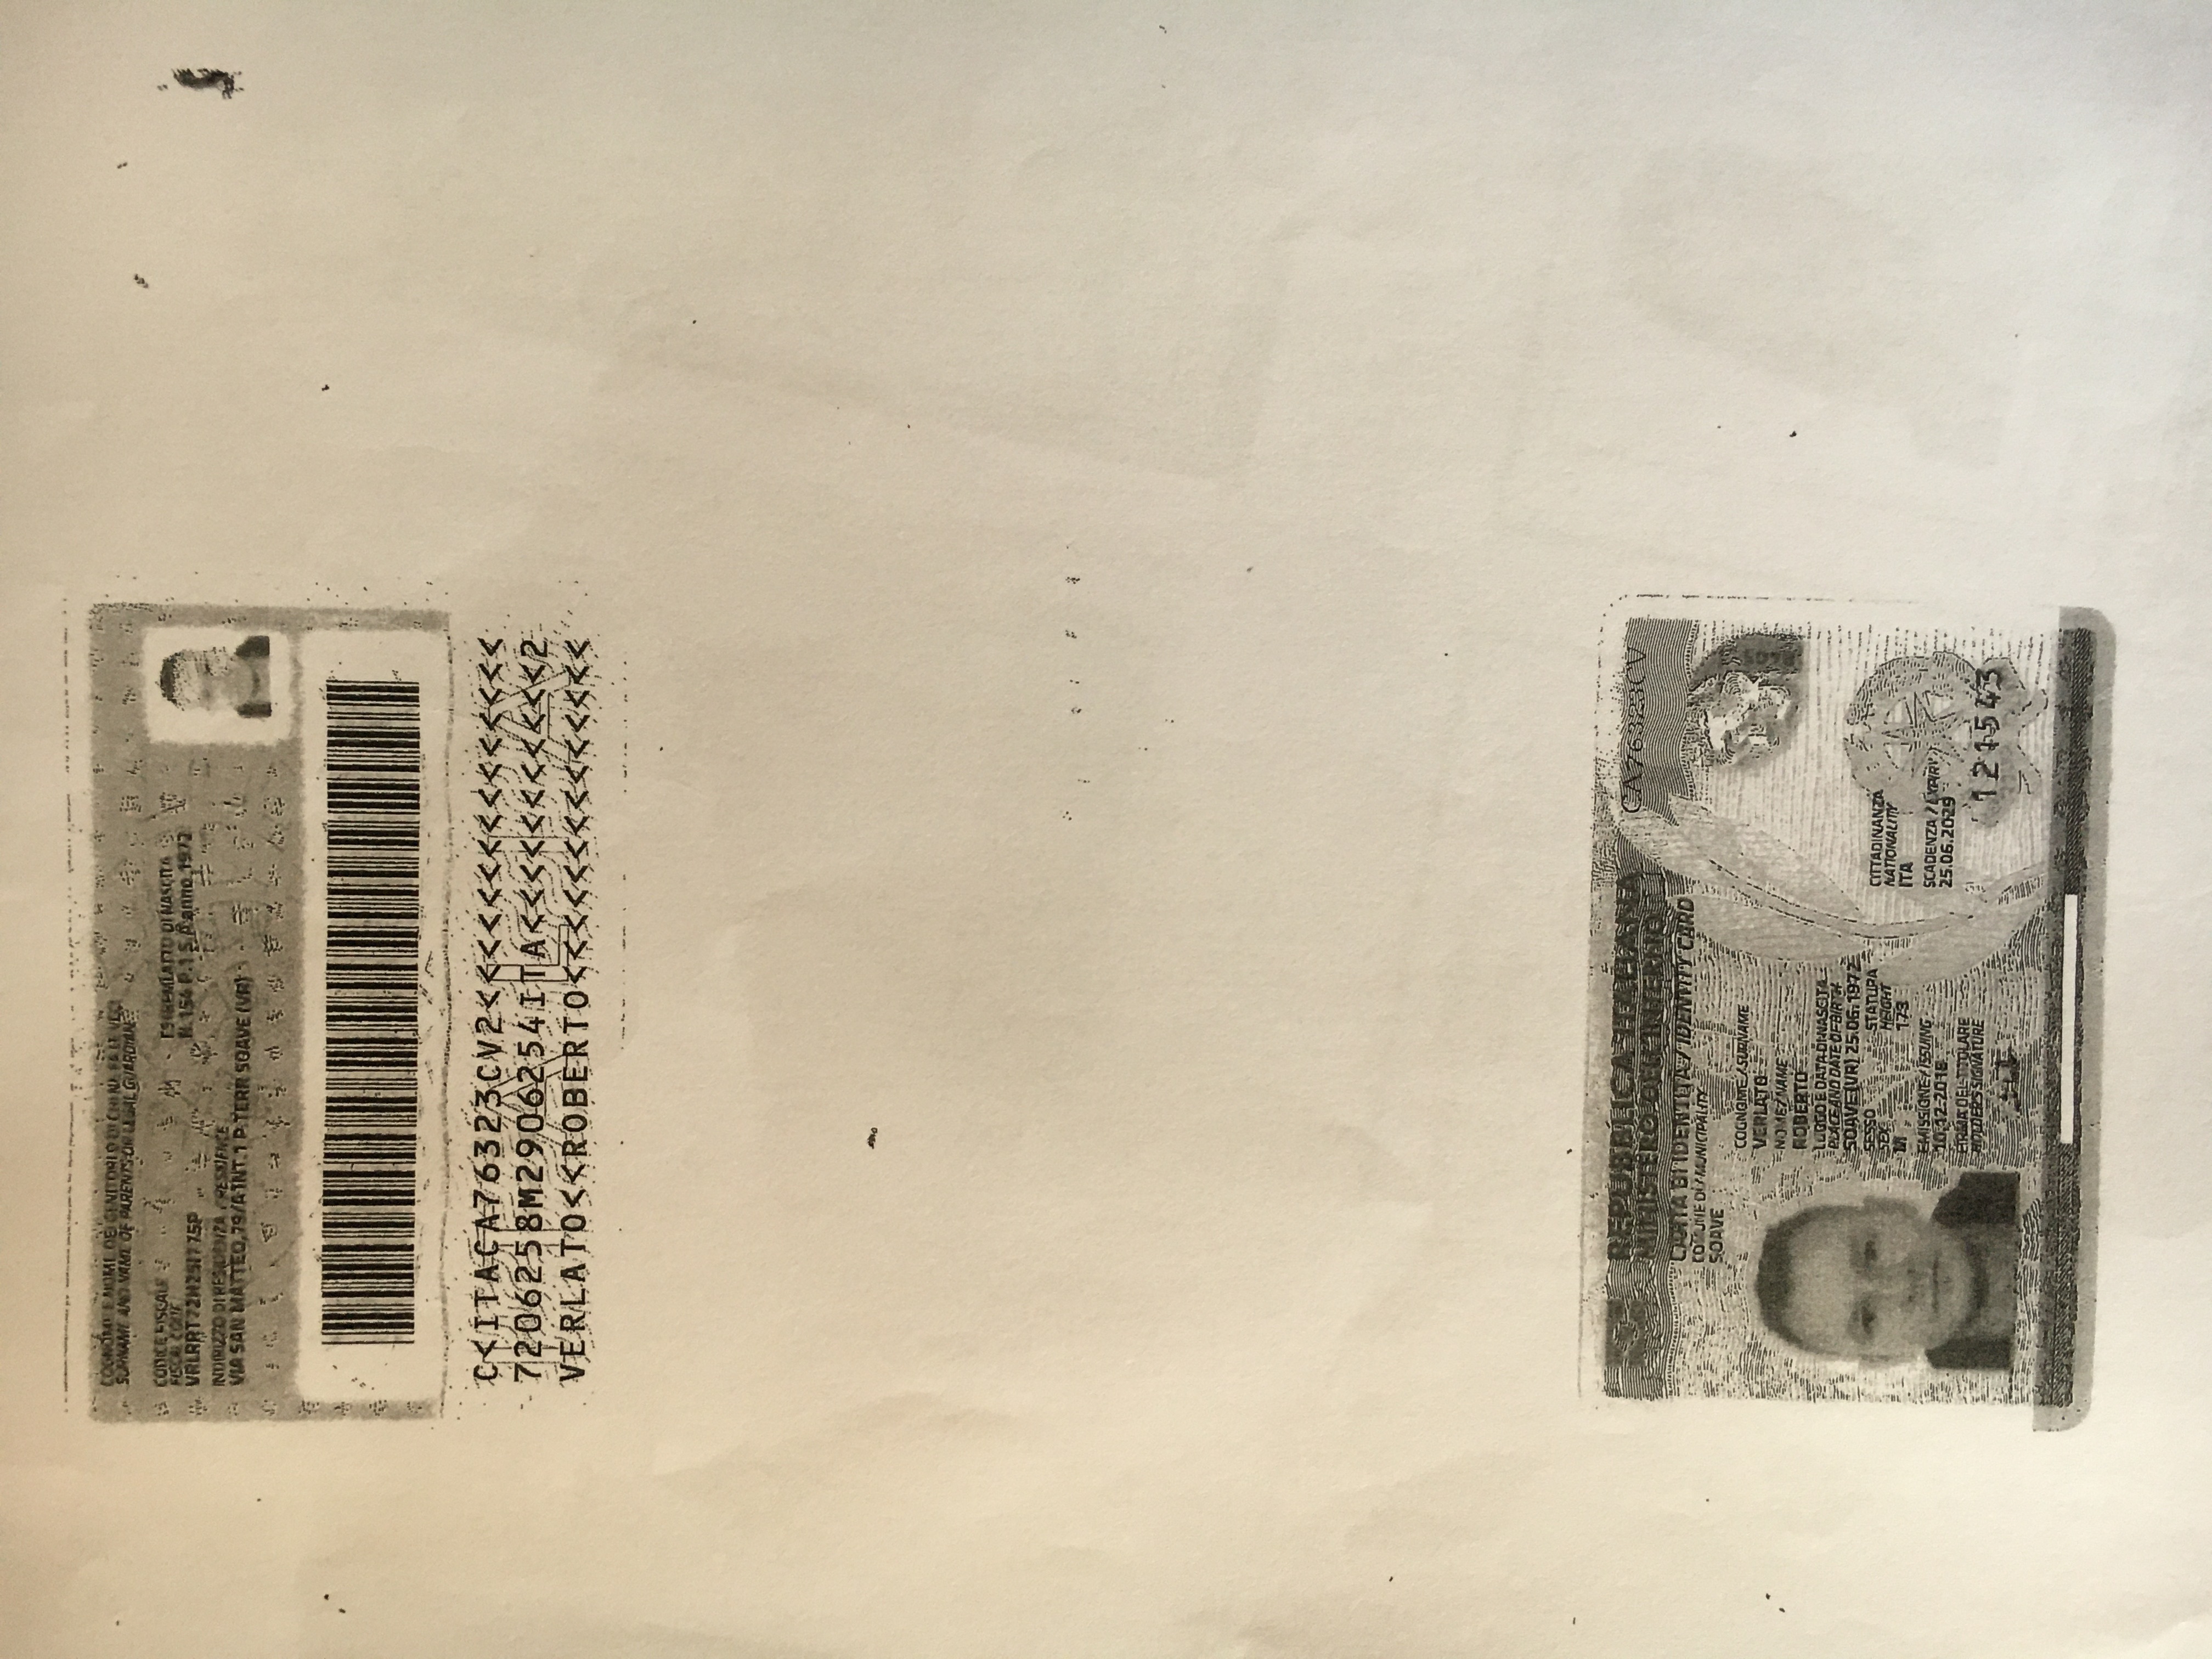 COGNOME E NOME DEI GENITORI O DI CHI NE FA LE VECI
SURNAME AND NAME OF PARENTS OR LEGAL GUARDIAN
CODICE FISCALE
FISCAL CODE
VRLRRT72H25I775P
ESTREMI ATTO DI NASCITA
N.154 P.1 S.A anno 1972
INDIRIZZO DI RESIDENZA / RESIDENCE
VIA SAN MATTEO,79/A INT.1 P.TERR SOAVE (VR)
C<ITACA76323CV2<<<<<<<<<<<<<<<
7206258M2906254ITA<<<<<<<<<<<2
VERLATO<<ROBERTO<<<<<<<<<<<<<<
REPUBBLICA ITALIANA
MINISTERO DELL'INTERNO
CA76323CV
CARTA DI IDENTITÀ / IDENTITY CARD
COMUNE DI / MUNICIPALITY
SOAVE
COGNOME / SURNAME
VERLATO
NOME / NAME
ROBERTO
LUOGO E DATA DI NASCITA
PLACE AND DATE OF BIRTH
SOAVE (VR) 25.06.1972
SESSO
SEX
M
STATURA
HEIGHT
173
CITTADINANZA
NATIONALITY
ITA
EMISSIONE / ISSUING
10.12.2018
SCADENZA / EXPIRY
25.06.2029
FIRMA DEL TITOLARE
HOLDER'S SIGNATURE
121543